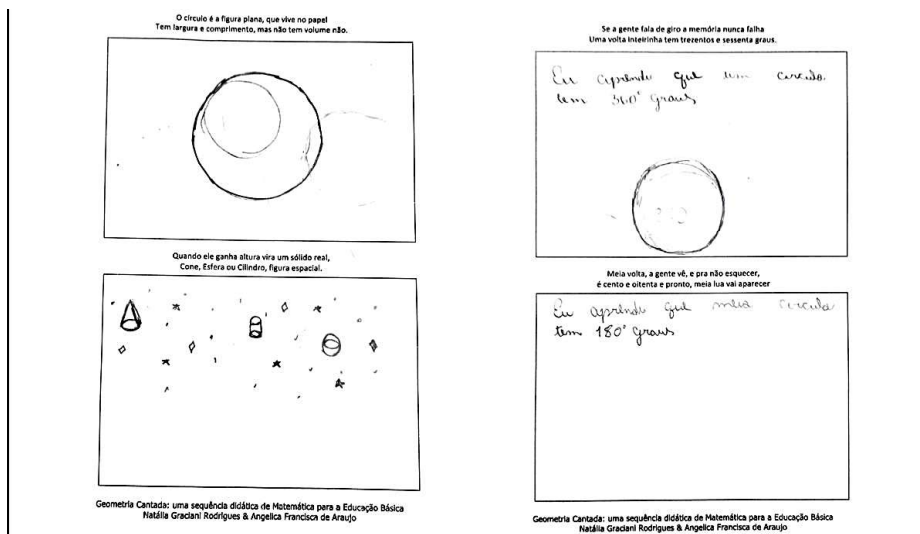 O círculo é a figura plana, que vive no papel
Tem largura e comprimento, mas não tem volume não.
Quando ele ganha altura vira um sólido real,
Cone, Esfera ou Cilindro, figura espacial.
Geometria Cantada: uma sequência didática de Matemática para a Educação Básica
Natália Graciani Rodrigues & Angelica Francisca de Araujo
Se a gente fala de giro a memória nunca falha
Uma volta inteirinha tem trezentos e sessenta graus.
Eu aprendi que um circulo
tem 360° graus
Meia volta, a gente vê, e pra não esquecer,
é cento e oitenta e pronto, meia lua vai aparecer
Eu aprendi que meia circulo
tem 180° graus
Geometria Cantada: uma sequência didática de Matemática para a Educação Básica
Natália Graciani Rodrigues & Angelica Francisca de Araujo